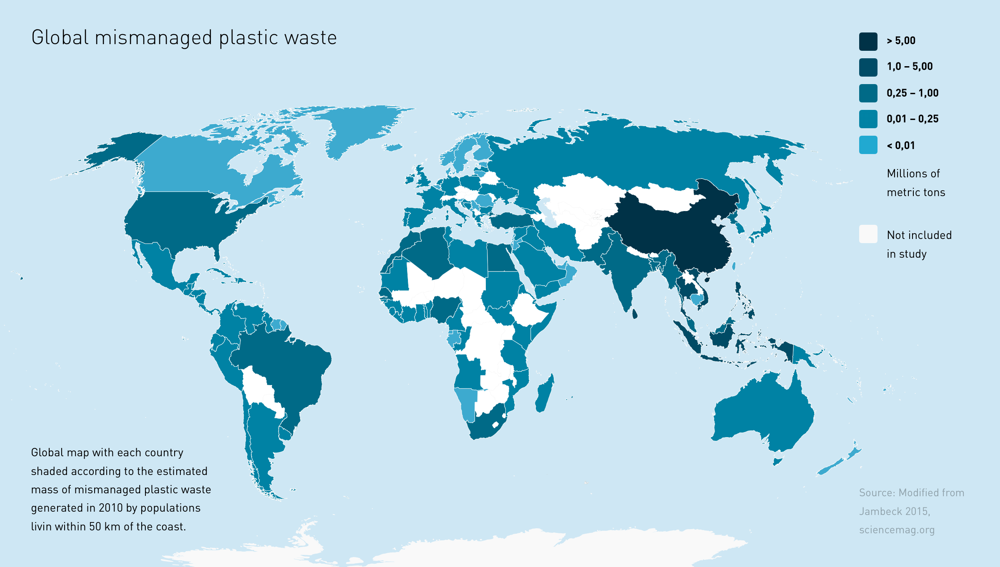 Global mismanaged plastic waste
> 5,00
1,0 – 5,00
0,25 – 1,00
0,01 – 0,25
< 0,01
Millions of
metric tons
Not included
in study
Global map with each country
shaded according to the estimated
mass of mismanaged plastic waste
generated in 2010 by populations
livin within 50 km of the coast.
Source: Modified from
Jambeck 2015,
sciencemag.org